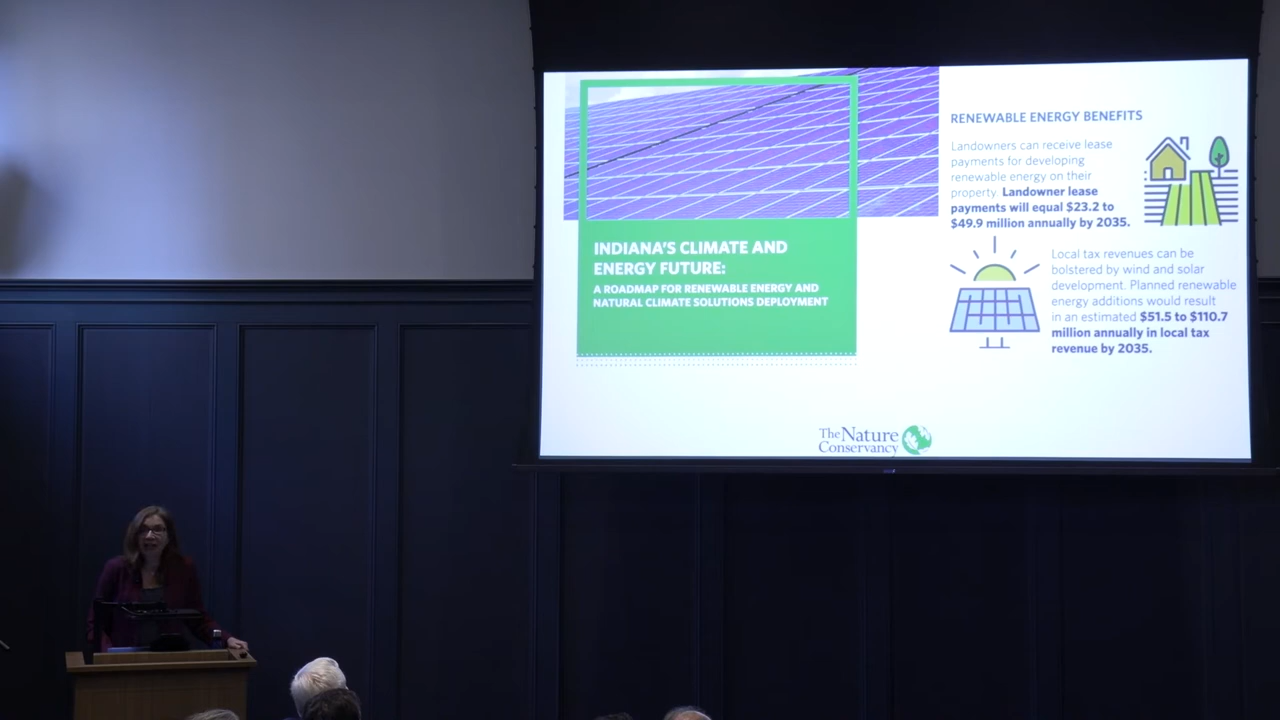 INDIANA'S CLIMATE AND
ENERGY FUTURE:
A ROADMAP FOR RENEWABLE ENERGY AND
NATURAL CLIMATE SOLUTIONS DEPLOYMENT
RENEWABLE ENERGY BENEFITS
Landowners can receive lease
payments for developing
renewable energy on their
property. Landowner lease
payments will equal $23.2 to
$49.9 million annually by 2035.
Local tax revenues can be
bolstered by wind and solar
development. Planned renewable
energy additions would result
in an estimated $51.5 to $110.7
million annually in local tax
revenue by 2035.
The Nature
Conservancy